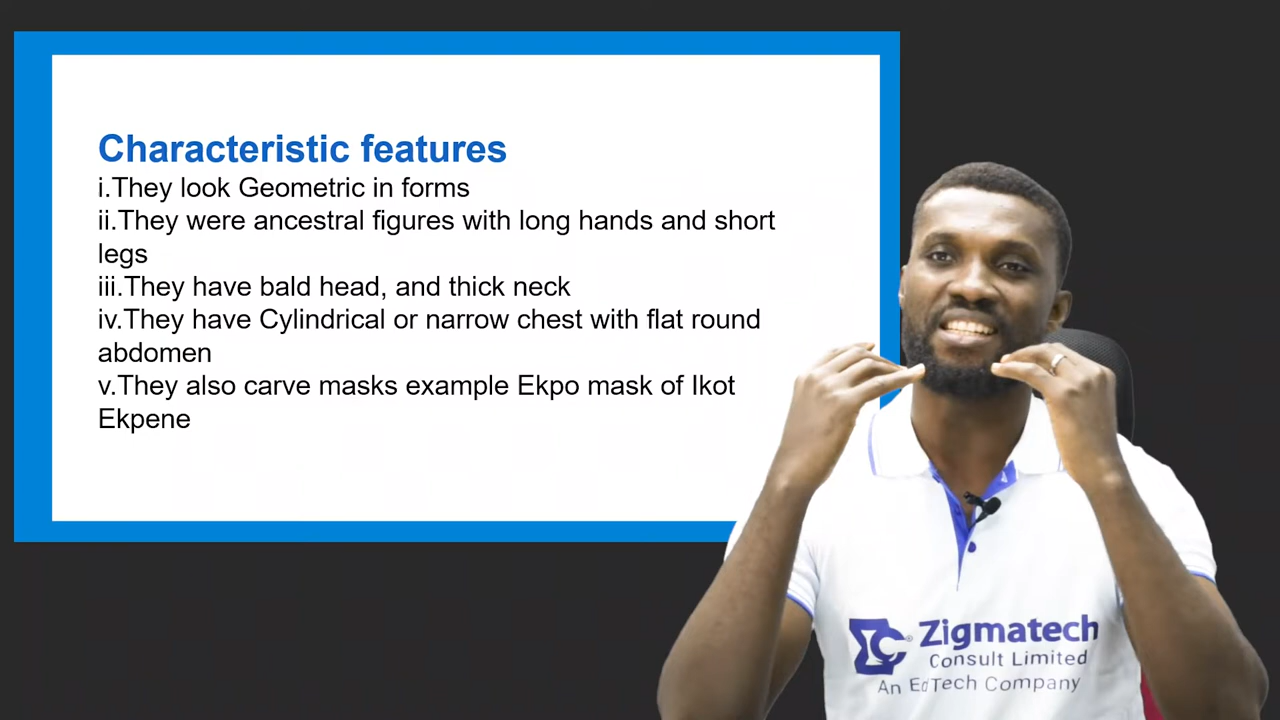 Characteristic features
i.They look Geometric in forms
ii.They were ancestral figures with long hands and short
legs
iii.They have bald head, and thick neck
iv.They have Cylindrical or narrow chest with flat round
abdomen
v.They also carve masks example Ekpo mask of Ikot
Ekpene
Zigmatech
Consult Limited
An EdTech Company